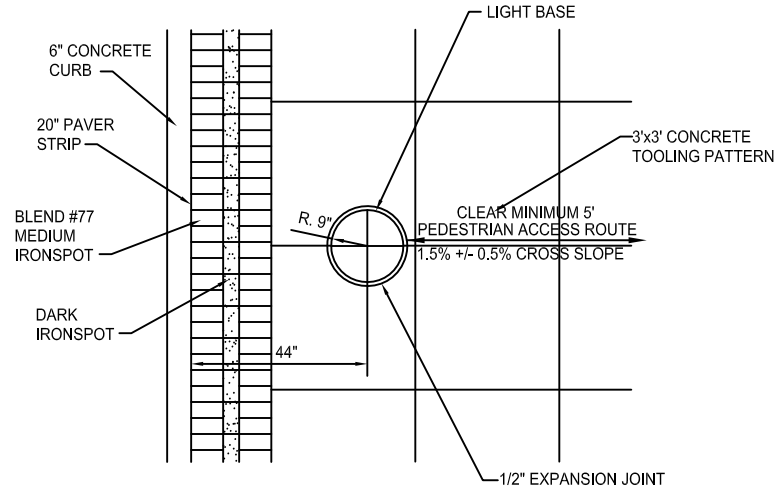 LIGHT BASE
6" CONCRETE
CURB
20" PAVER
STRIP
3'x3' CONCRETE
TOOLING PATTERN
BLEND #77
MEDIUM
IRONSPOT
R. 9"
CLEAR MINIMUM 5'
PEDESTRIAN ACCESS ROUTE
1.5% +/- 0.5% CROSS SLOPE
DARK
IRONSPOT
44"
1/2" EXPANSION JOINT